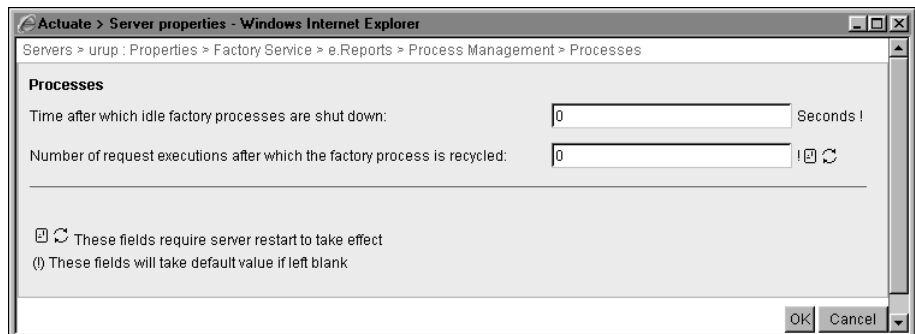 Actuate > Server properties - Windows Internet Explorer
Servers > urup : Properties > Factory Service > e.Reports > Process Management > Processes
Processes
Time after which idle factory processes are shut down: 0 Seconds !
Number of request executions after which the factory process is recycled: 0 !
These fields require server restart to take effect
(!) These fields will take default value if left blank
OK Cancel